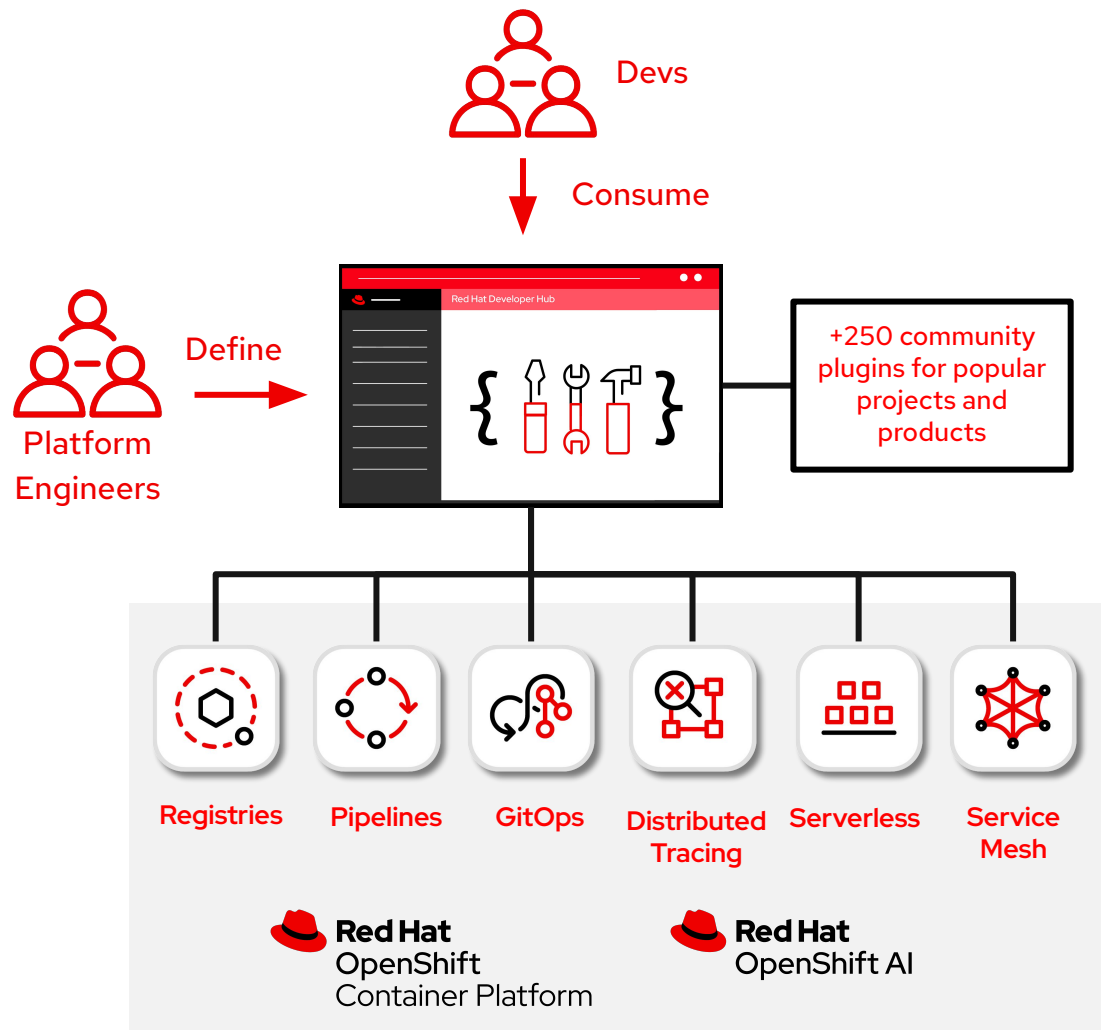 Devs
Consume
Red Hat Developer Hub
Define
Platform
Engineers
+250 community
plugins for popular
projects and
products
Registries
Pipelines
GitOps
Distributed
Tracing
Serverless
Service
Mesh
Red Hat
OpenShift
Container Platform
Red Hat
OpenShift AI